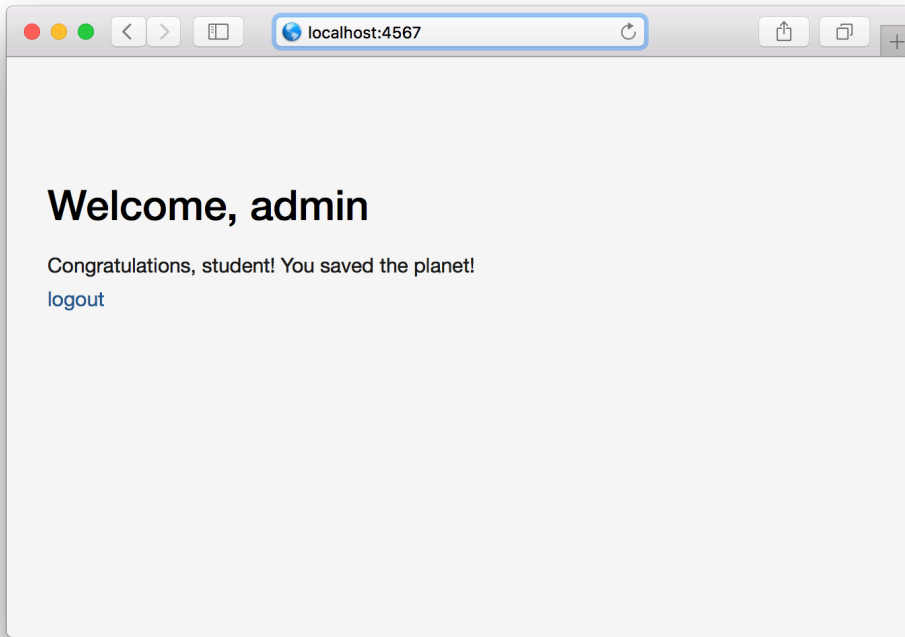 localhost:4567
Welcome, admin
Congratulations, student! You saved the planet!
logout